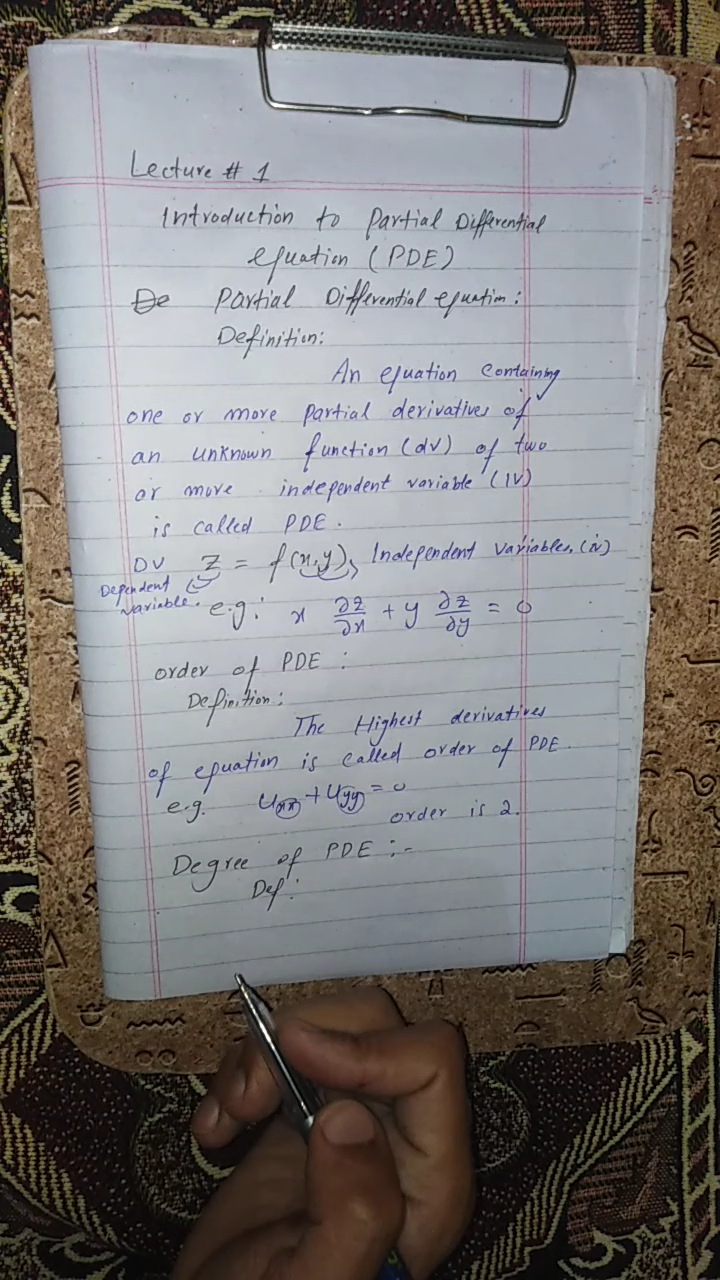 Lecture # 1
Introduction to Partial Differential
equation (PDE)
De Partial Differential equation:
Definition:
An equation containing
one or more partial derivatives of
an unknown function (dv) of two
or more independent variable (IV)
is called PDE.
DV z = f(x,y), Independent variables. (iv)
Dependent
variable.
e.g: x ∂z/∂x + y ∂z/∂y = 0
order of PDE :
Definition:
The Highest derivatives
of equation is called order of PDE.
e.g. Uxx + Uyy = 0
order is 2.
Degree of PDE :-
Def: